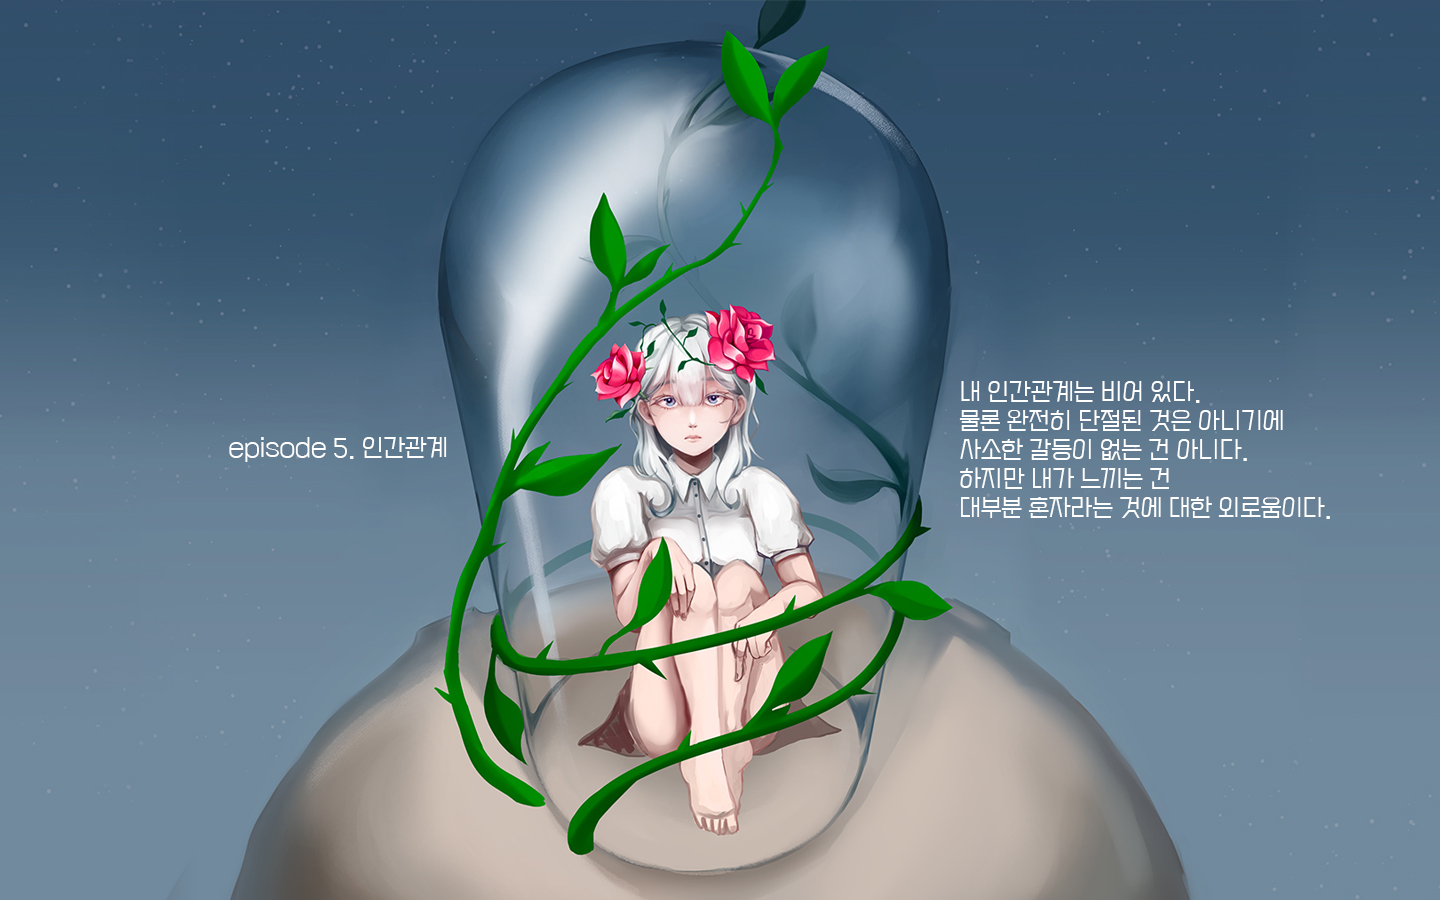 episode 5. 인간관계
내 인간관계는 비어 있다.
물론 완전히 단절된 것은 아니기에
사소한 갈등이 없는 건 아니다.
하지만 내가 느끼는 건
대부분 혼자라는 것에 대한 외로움이다.